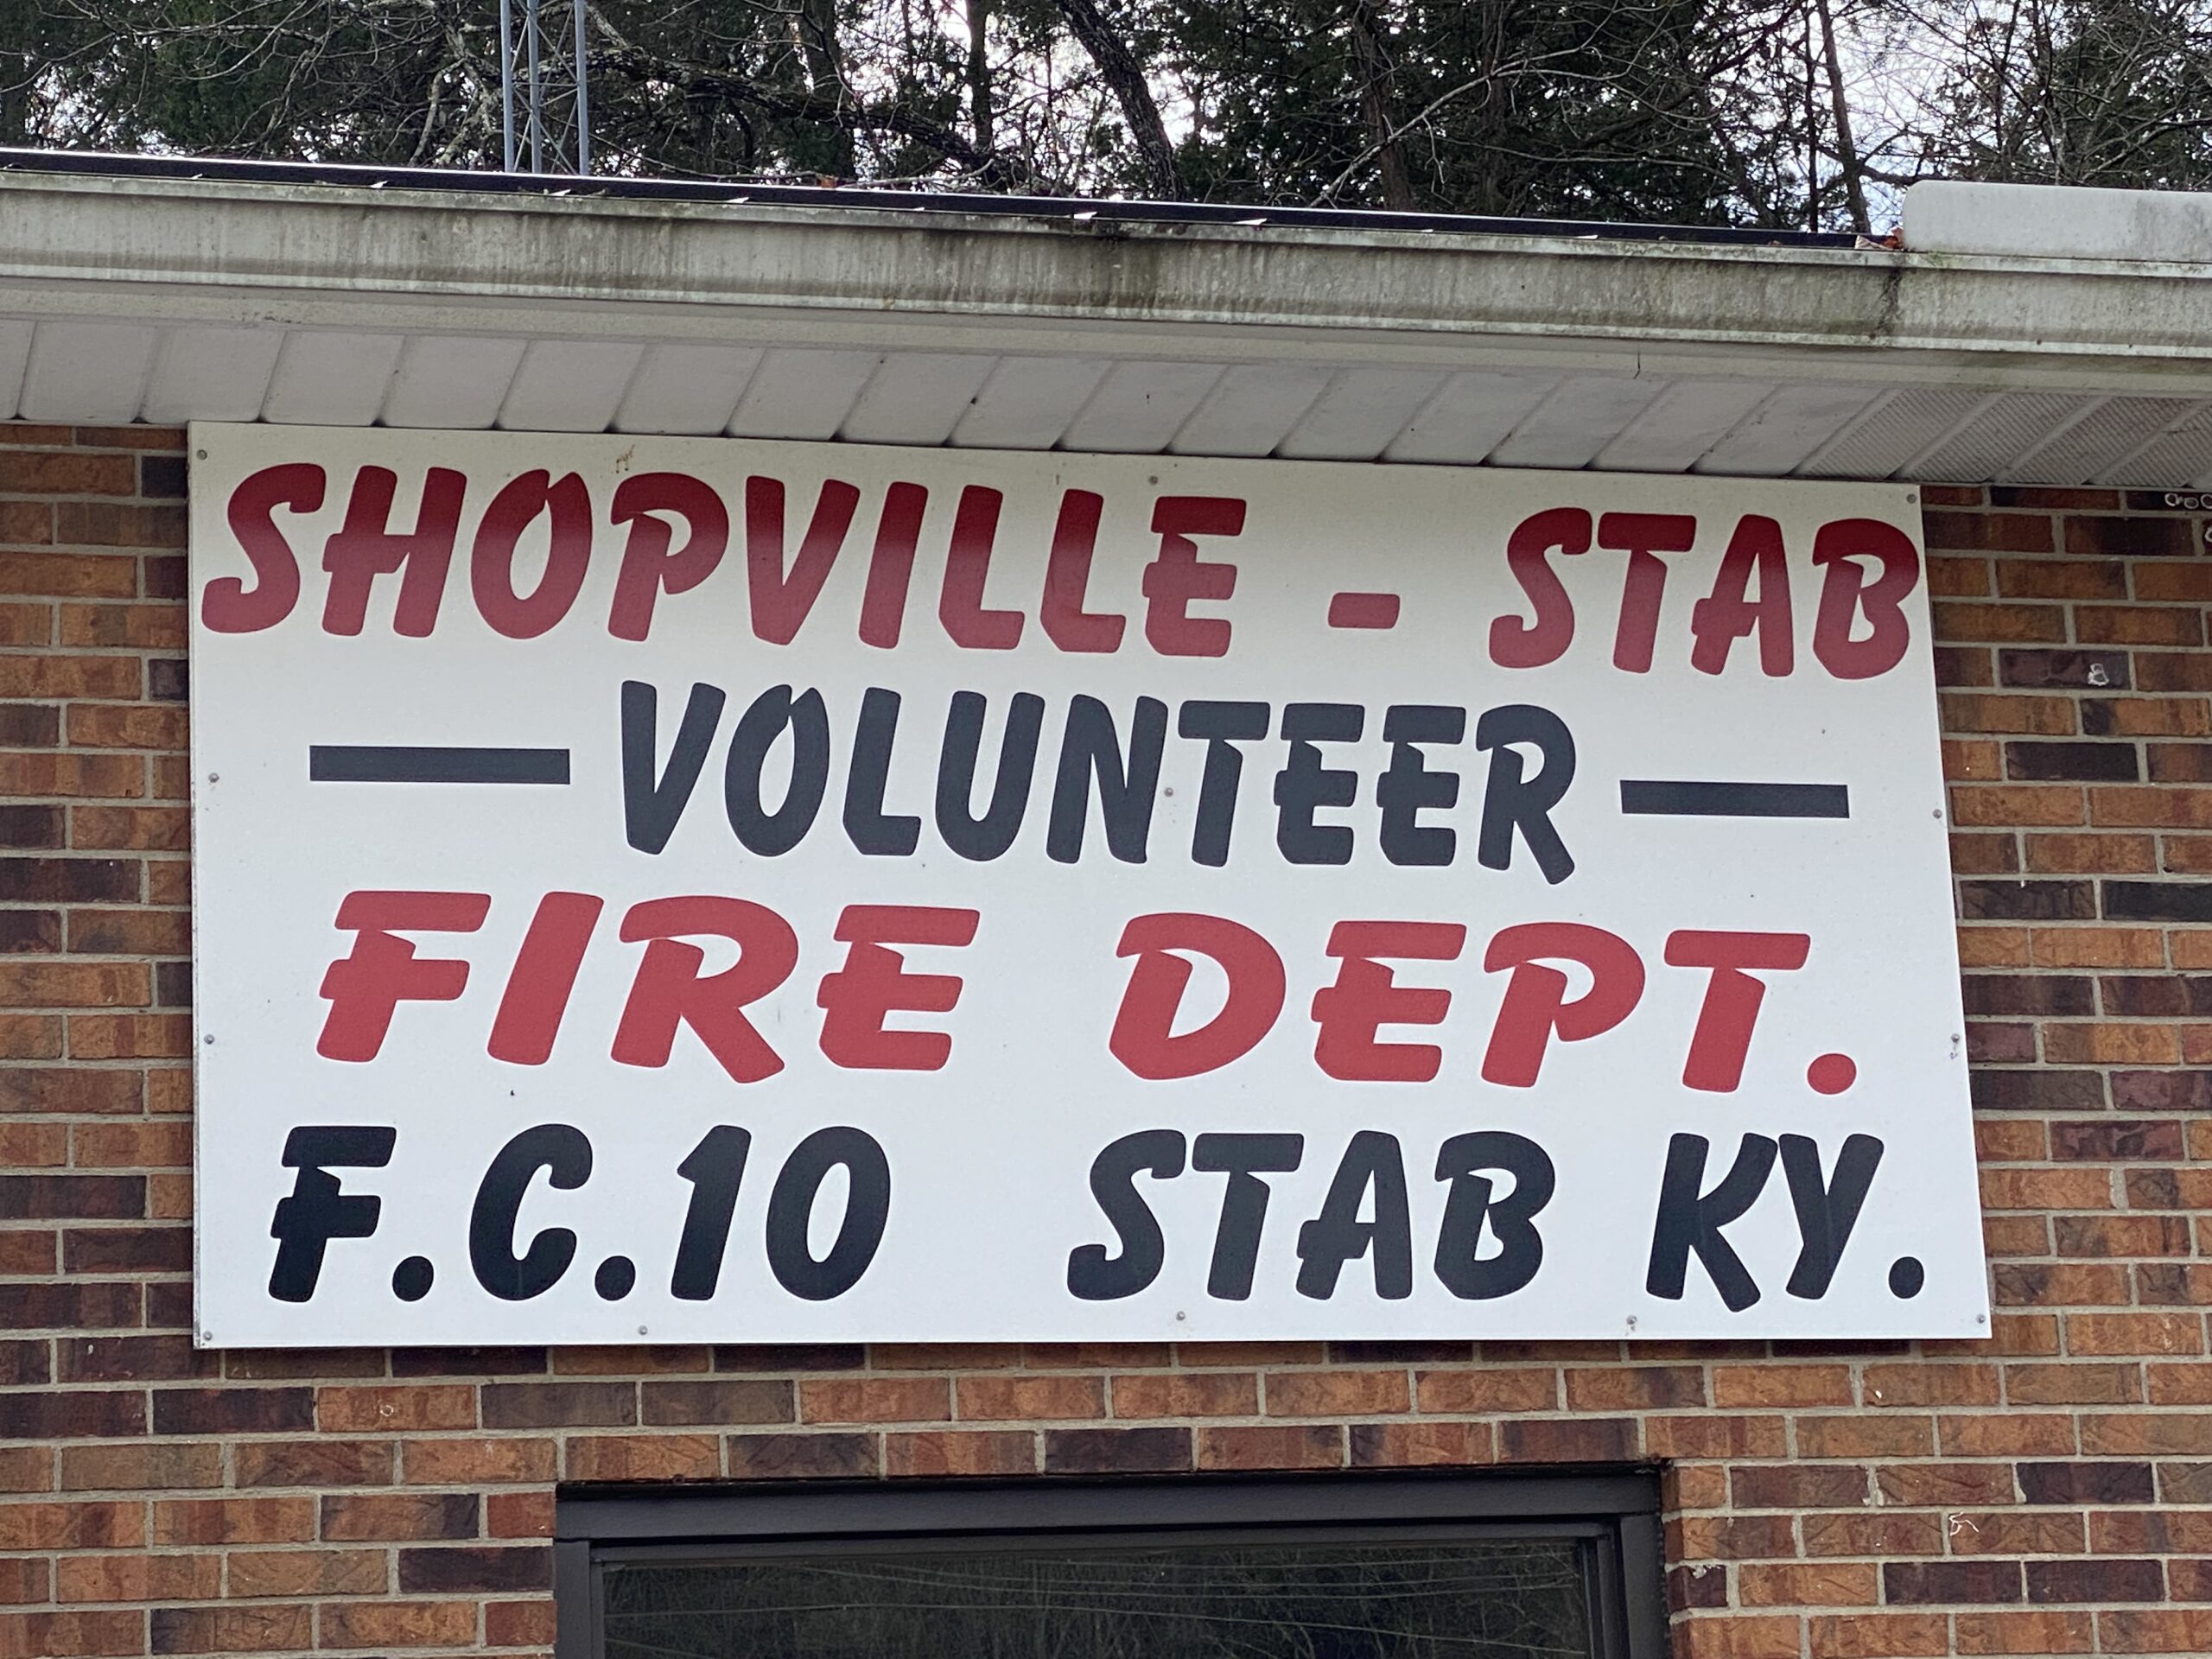 SHOPVILLE - STAB
— VOLUNTEER —
FIRE DEPT.
F.C.10 STAB KY.